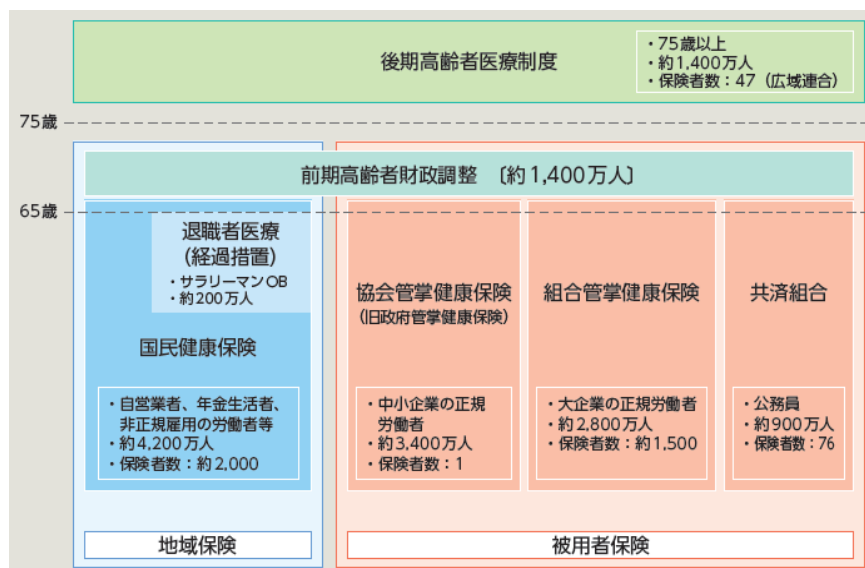 後期高齢者医療制度
・75歳以上
・約1,400万人
・保険者数：47（広域連合）
75歳
前期高齢者財政調整 〔約1,400万人〕
65歳
退職者医療
(経過措置)
・サラリーマンOB
・約200万人
国民健康保険
・自営業者、年金生活者、
非正規雇用の労働者等
・約4,200万人
・保険者数：約2,000
協会管掌健康保険
（旧政府管掌健康保険）
・中小企業の正規
労働者
・約3,400万人
・保険者数：1
組合管掌健康保険
・大企業の正規労働者
・約2,800万人
・保険者数：約1,500
共済組合
・公務員
・約900万人
・保険者数：76
地域保険
被用者保険